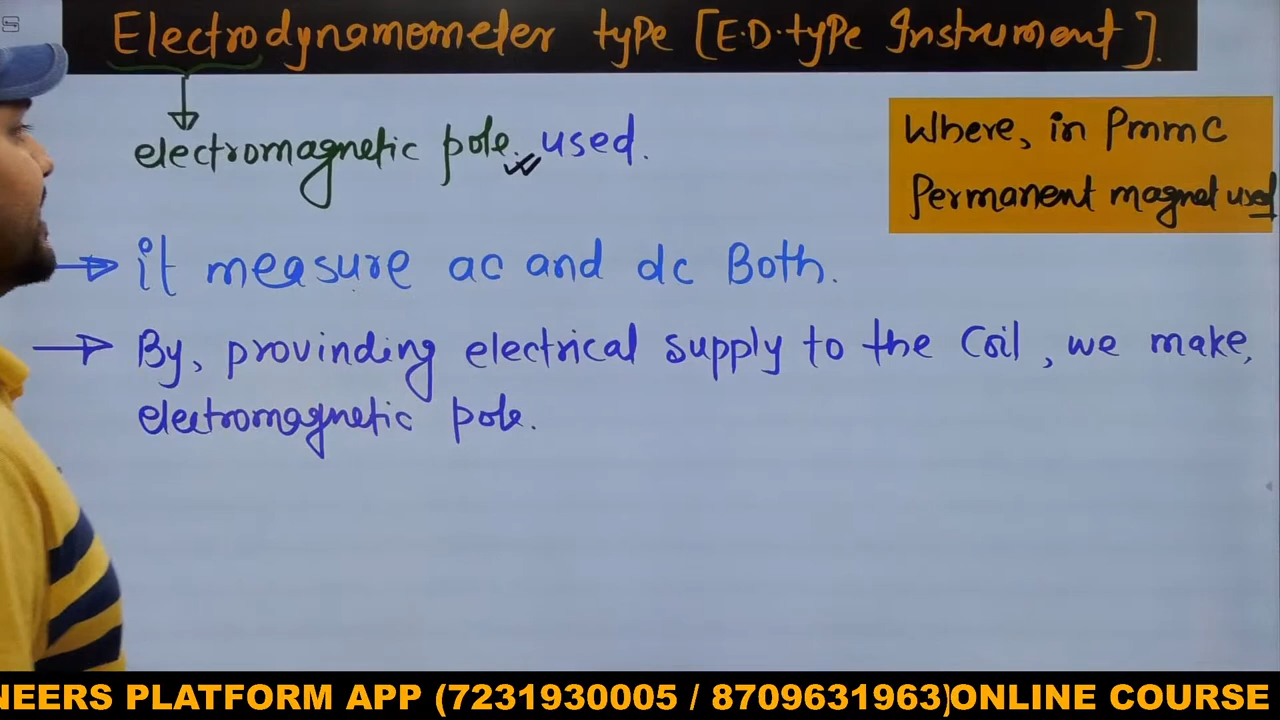 Electrodynamometer type [E.D.type Instrument].
electromagnetic pole. used.
Where, in Pmmc
Permanent magnet used
it measure ac and dc Both.
By, provinding electrical supply to the Coil, we make,
electromagnetic pole.
NEERS PLATFORM APP (7231930005 / 8709631963)ONLINE COURSE